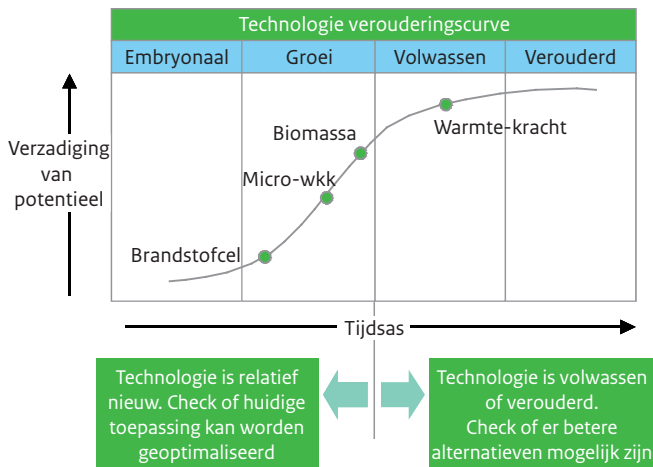 Technologie verouderingscurve
Embryonaal
Groei
Volwassen
Verouderd
Verzadiging
van
potentieel
Biomassa
Warmte-kracht
Micro-wkk
Brandstofcel
Tijdsas
Technologie is relatief
nieuw. Check of huidige
toepassing kan worden
geoptimaliseerd
Technologie is volwassen
of verouderd.
Check of er betere
alternatieven mogelijk zijn